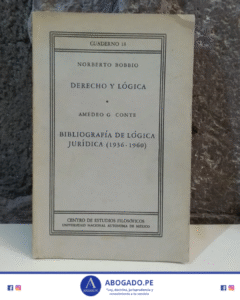 CUADERNO 18
NORBERTO BOBBIO
DERECHO Y LÓGICA
AMEDEO G. CONTE
BIBLIOGRAFÍA DE LÓGICA
JURÍDICA (1936-1960)
CENTRO DE ESTUDIOS FILOSÓFICOS
UNIVERSIDAD NACIONAL AUTÓNOMA DE MÉXICO
ABOGADO.PE